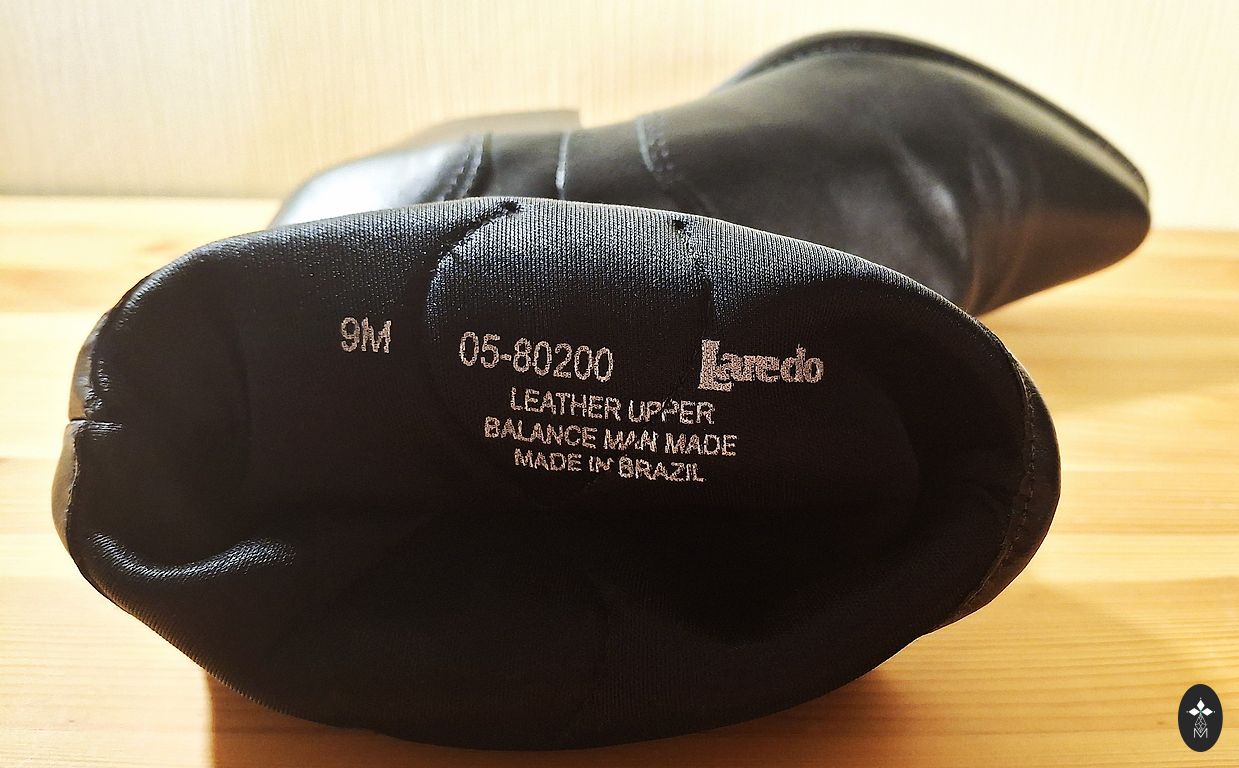 9M 05-80200 Laredo
LEATHER UPPER
BALANCE MAN MADE
MADE IN BRAZIL
M